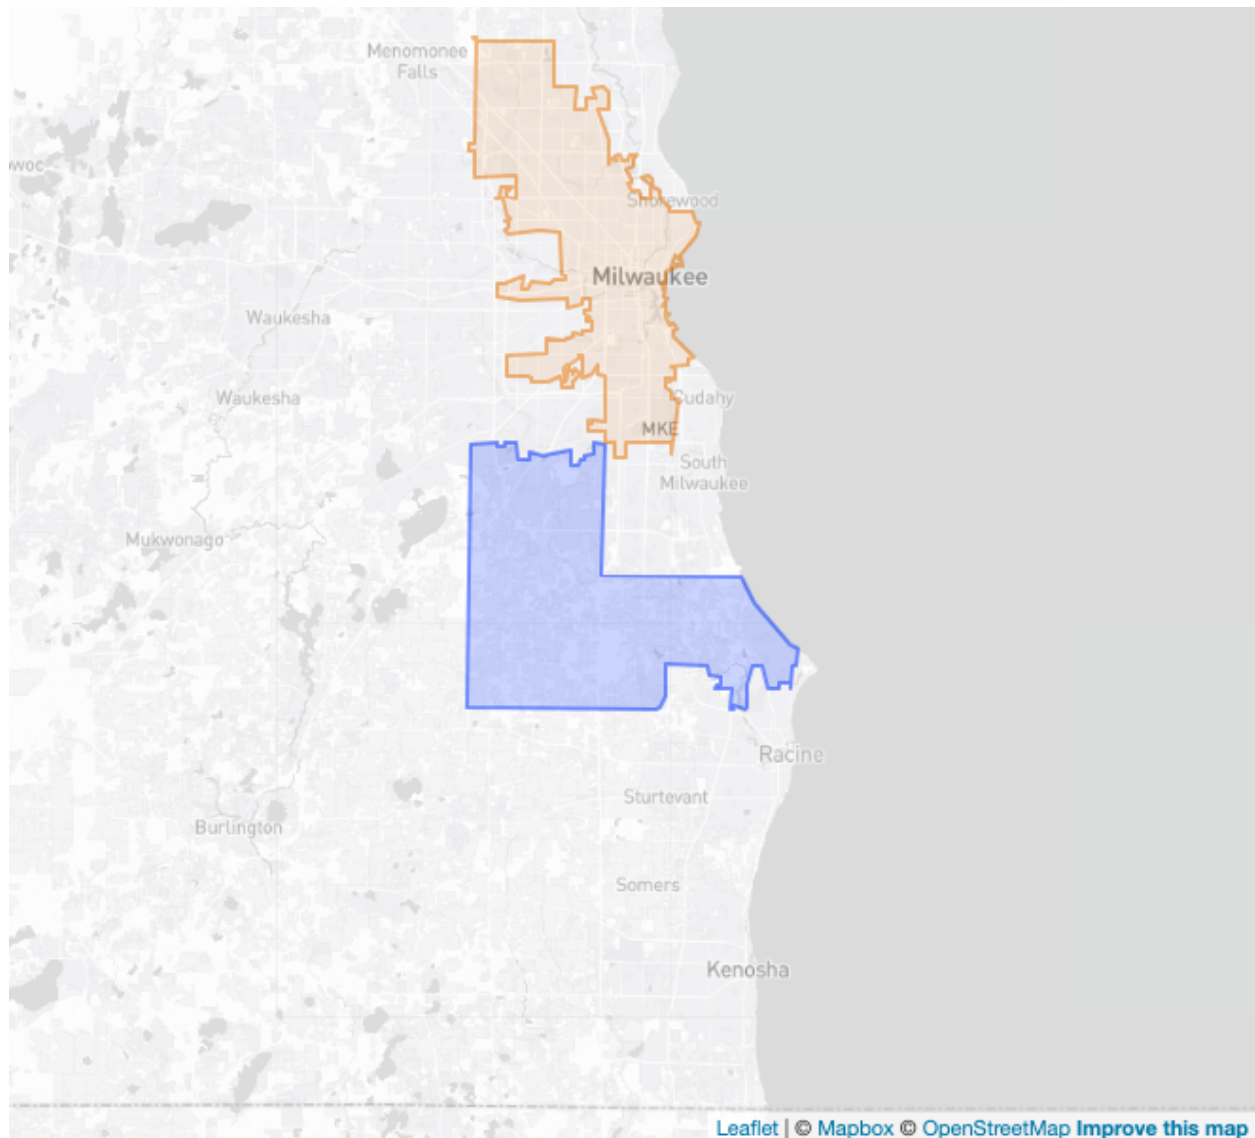 Menomonee
Falls
owoc
Shorewood
Milwaukee
Waukesha
Waukesha
Cudahy
MKE
South
Milwaukee
Mukwonago
Racine
Sturtevant
Burlington
Somers
Kenosha
Leaflet | © Mapbox © OpenStreetMap Improve this map